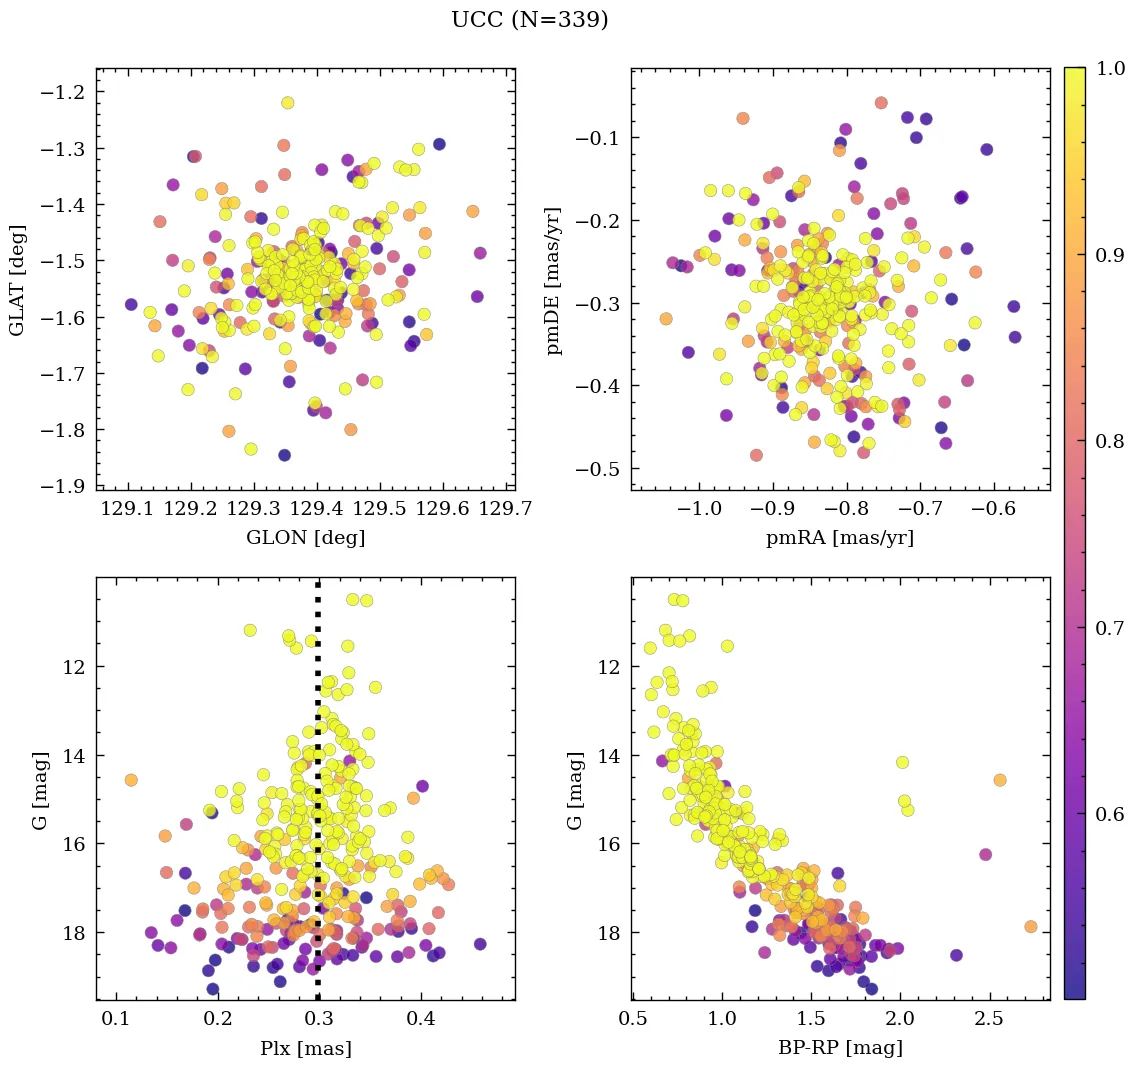 UCC (N=339)
−1.2
−1.3
−1.4
−1.5
−1.6
−1.7
−1.8
−1.9
GLAT [deg]
129.1 129.2 129.3 129.4 129.5 129.6 129.7
GLON [deg]
−0.1
−0.2
−0.3
−0.4
−0.5
pmDE [mas/yr]
−1.0 −0.9 −0.8 −0.7 −0.6
pmRA [mas/yr]
12
14
16
18
G [mag]
0.1 0.2 0.3 0.4
Plx [mas]
12
14
16
18
G [mag]
0.5 1.0 1.5 2.0 2.5
BP-RP [mag]
1.0
0.9
0.8
0.7
0.6